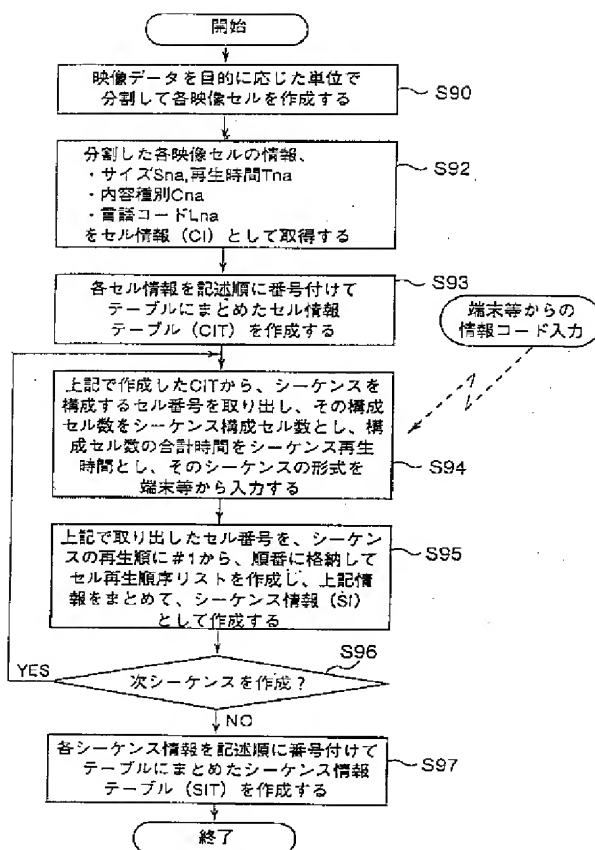 開始
映像データを目的に応じた単位で
分割して各映像セルを作成する
S90
分割した各映像セルの情報、
・サイズSna,再生時間Tna
・内容種別Cna
・言語コードLna
をセル情報（CI）として取得する
S92
各セル情報を記述順に番号付けて
テーブルにまとめたセル情報
テーブル（CIT）を作成する
S93
端末等からの
情報コード入力
上記で作成したCITから、シーケンスを
構成するセル番号を取り出し、その構成
セル数をシーケンス構成セル数とし、構
成セル数の合計時間をシーケンス再生
時間とし、そのシーケンスの形式を
端末等から入力する
S94
上記で取り出したセル番号を、シーケン
スの再生順に#1から、順番に格納して
セル再生順序リストを作成し、上記情
報をまとめて、シーケンス情報（SI）
として作成する
S95
次シーケンスを作成？
S96
YES
NO
各シーケンス情報を記述順に番号付けて
テーブルにまとめたシーケンス情報
テーブル（SIT）を作成する
S97
終了